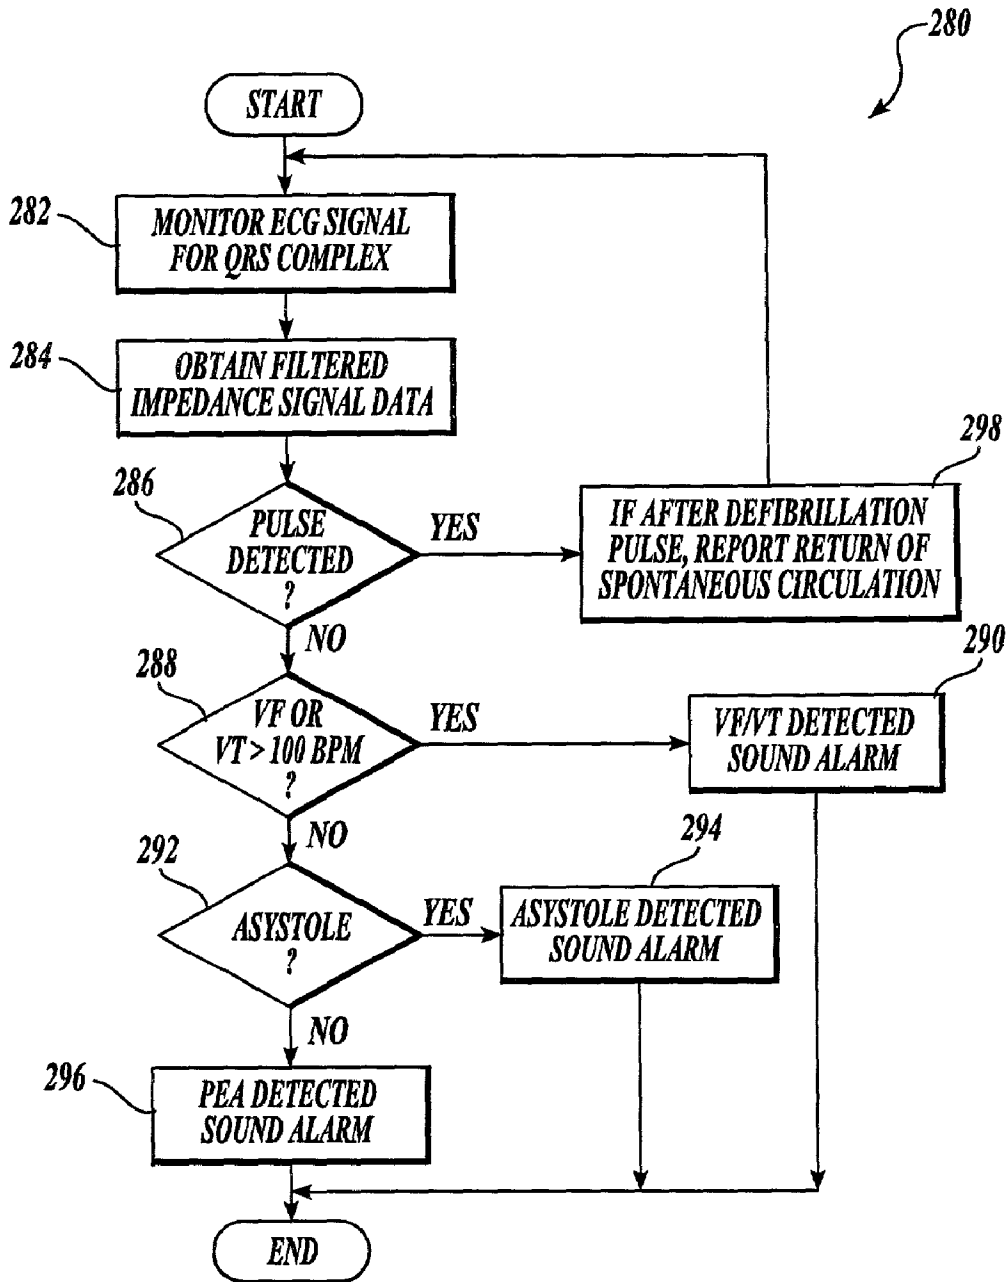 280
START
282
MONITOR ECG SIGNAL
FOR QRS COMPLEX
284
OBTAIN FILTERED
IMPEDANCE SIGNAL DATA
286
PULSE
DETECTED
?
YES
298
IF AFTER DEFIBRILLATION
PULSE, REPORT RETURN OF
SPONTANEOUS CIRCULATION
NO
288
VF OR
VT > 100 BPM
?
YES
290
VF/VT DETECTED
SOUND ALARM
NO
292
ASYSTOLE
?
YES
294
ASYSTOLE DETECTED
SOUND ALARM
NO
296
PEA DETECTED
SOUND ALARM
END